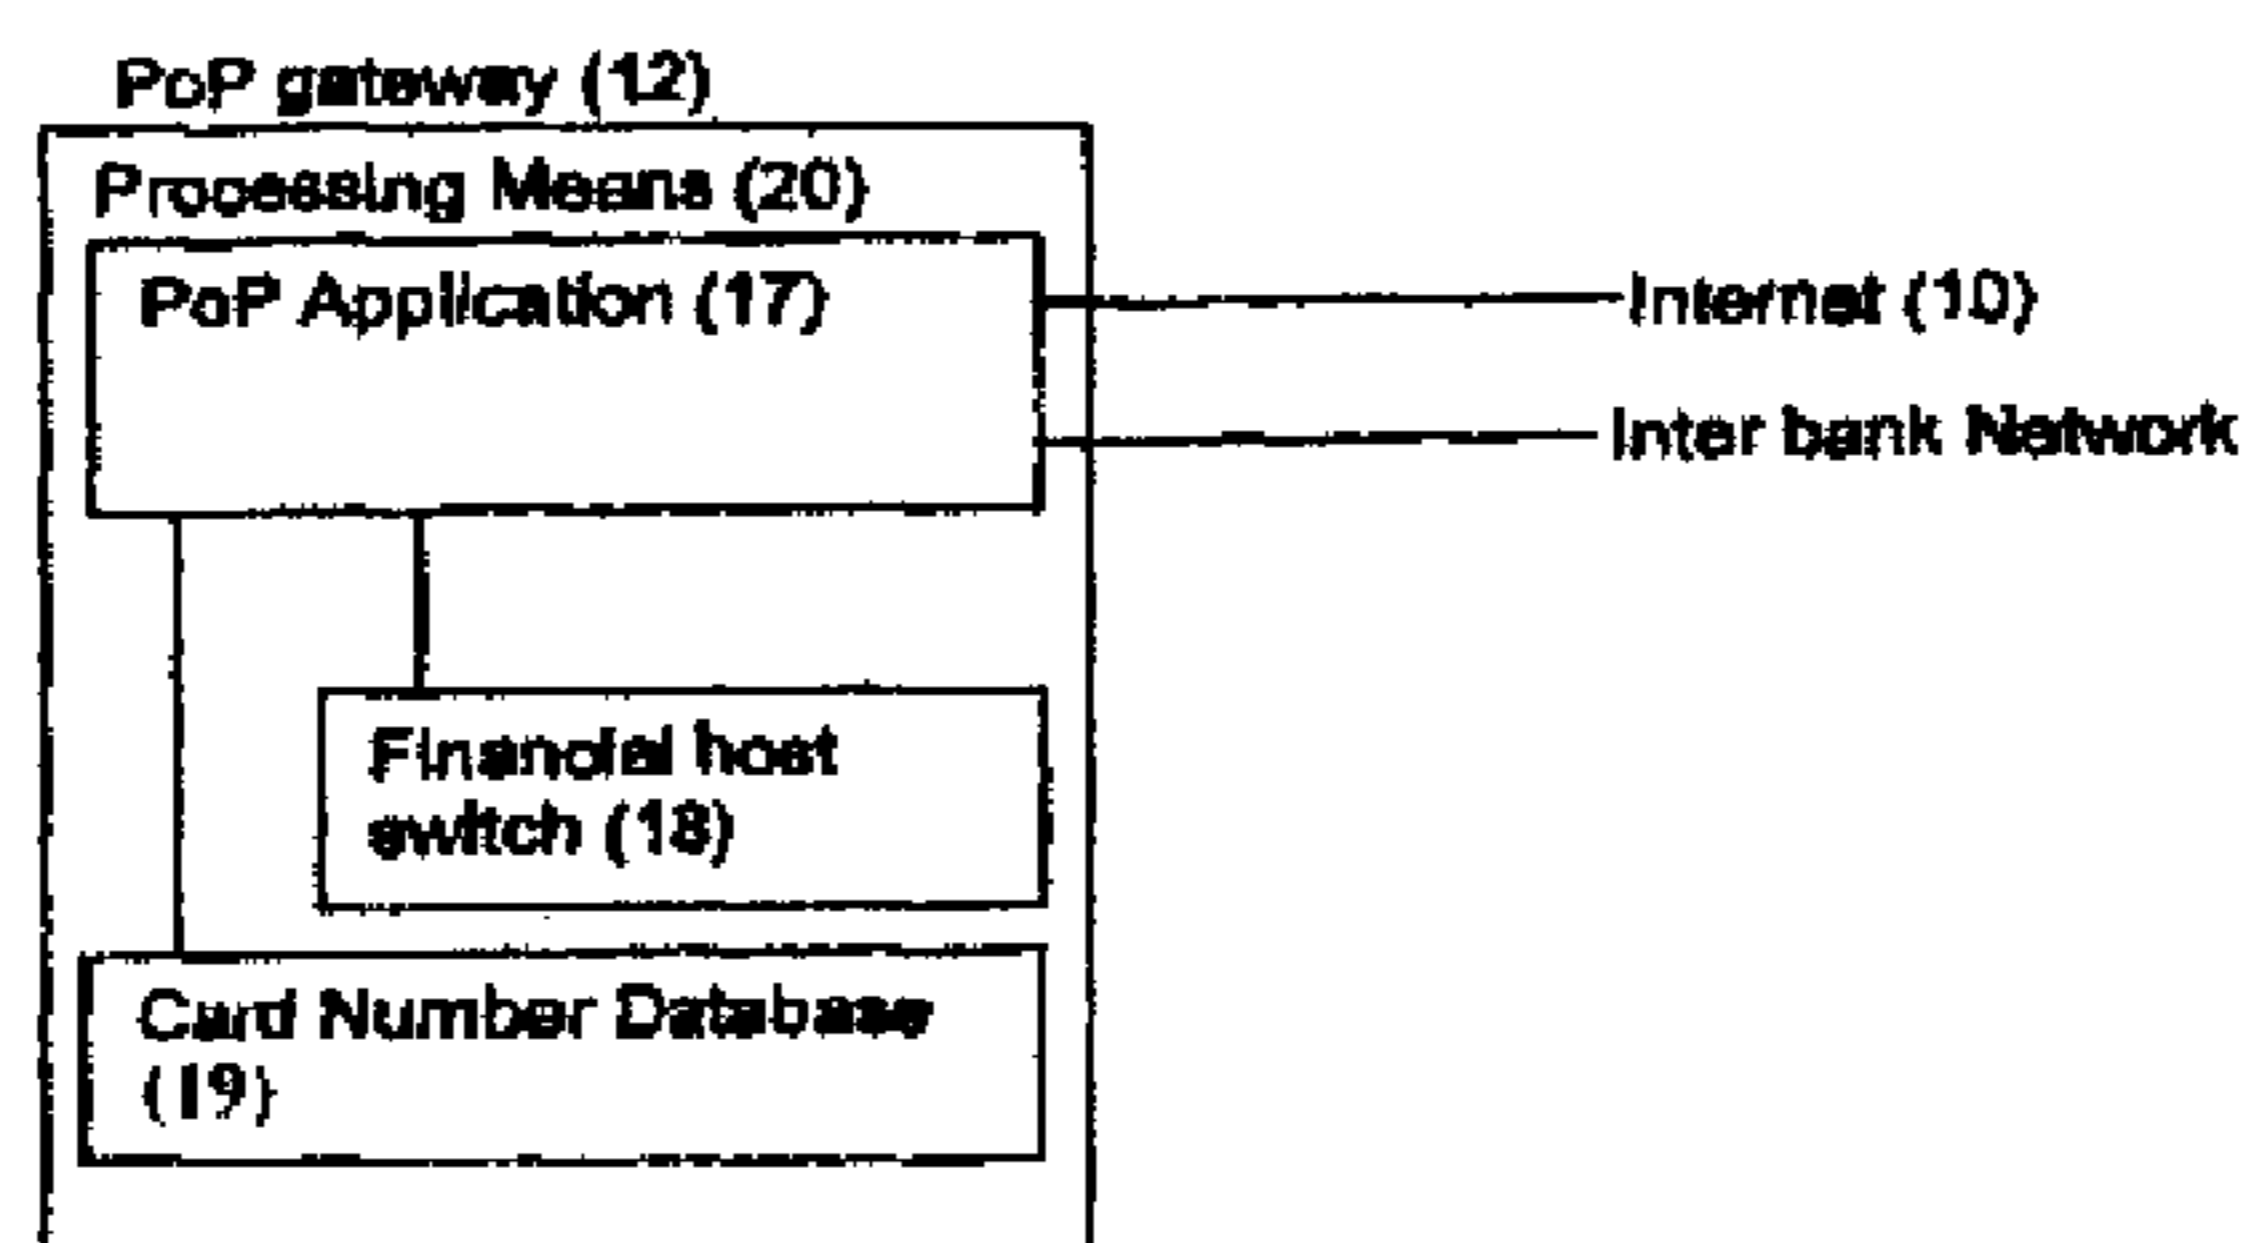 PoP gateway (12)
Processing Means (20)
PoP Application (17)
Internet (10)
Inter bank Network
Financial host
switch (18)
Card Number Database
(19)